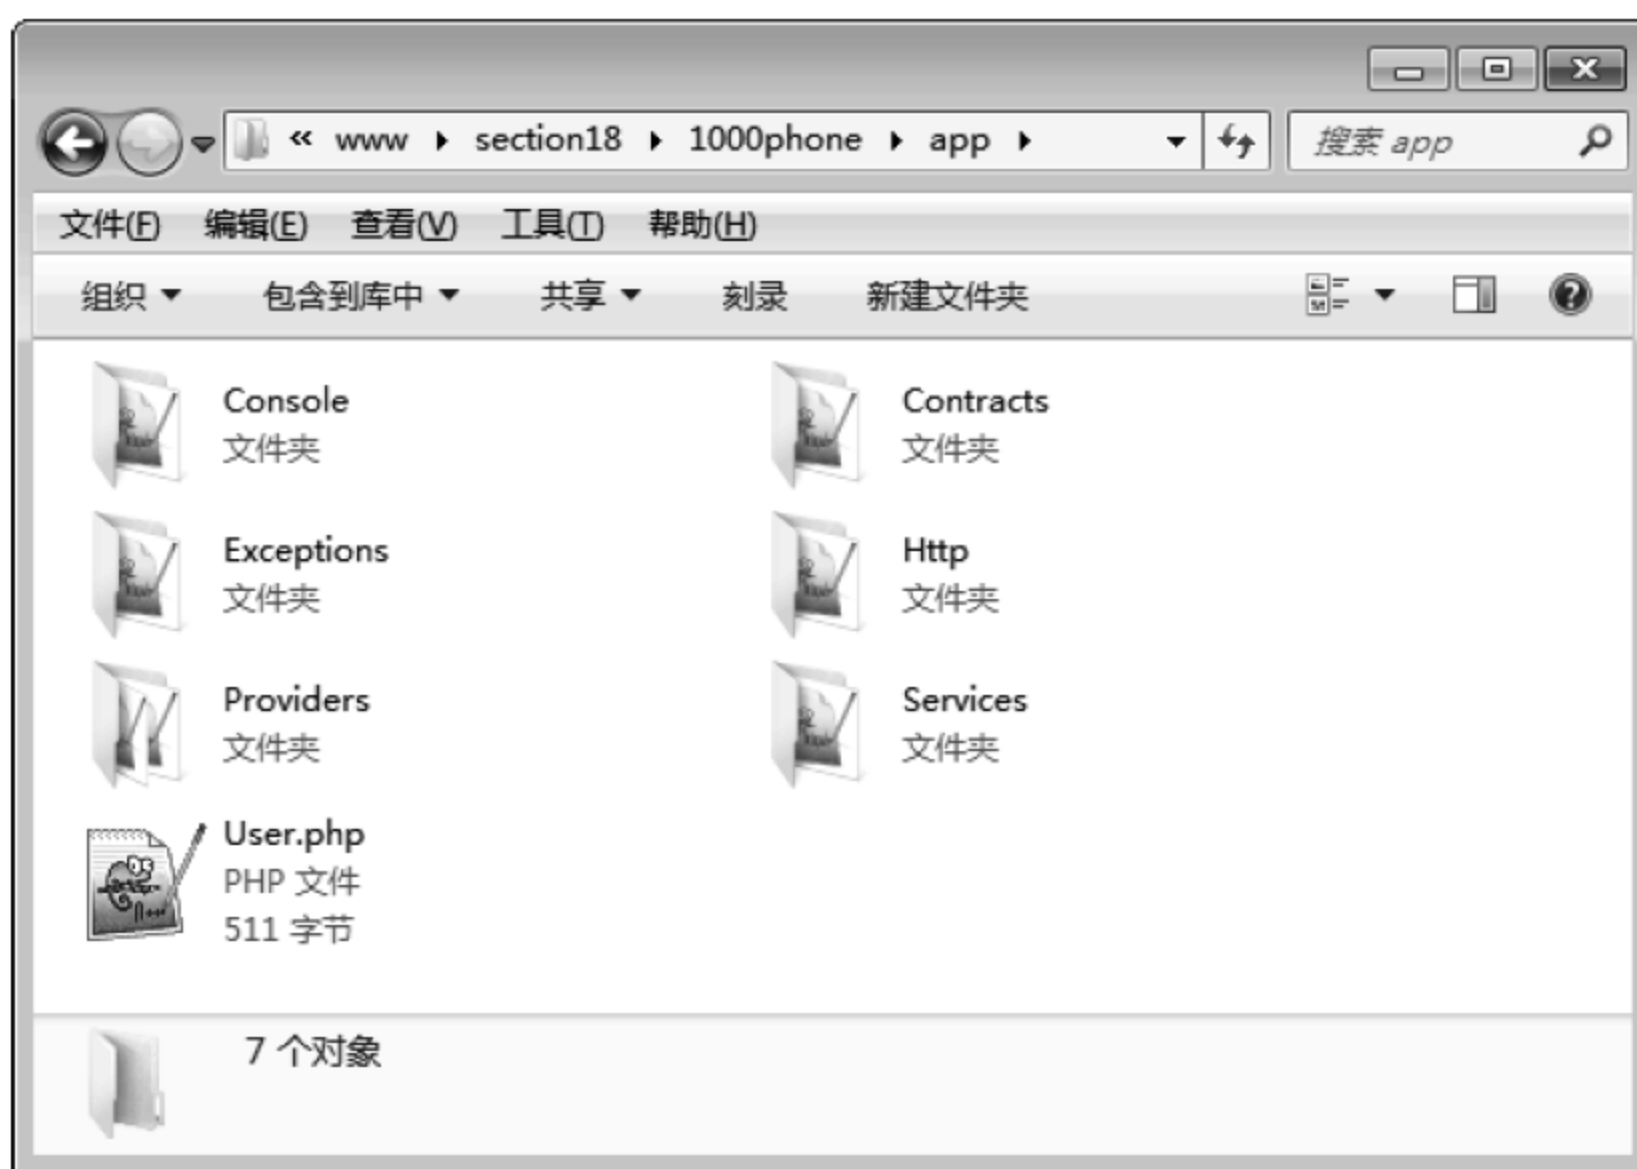 « www ▸ section18 ▸ 1000phone ▸ app ▸ 搜索 app
文件(F) 编辑(E) 查看(V) 工具(T) 帮助(H)
组织 包含到库中 共享 刻录 新建文件夹
Console
文件夹
Contracts
文件夹
Exceptions
文件夹
Http
文件夹
Providers
文件夹
Services
文件夹
User.php
PHP 文件
511 字节
7 个对象